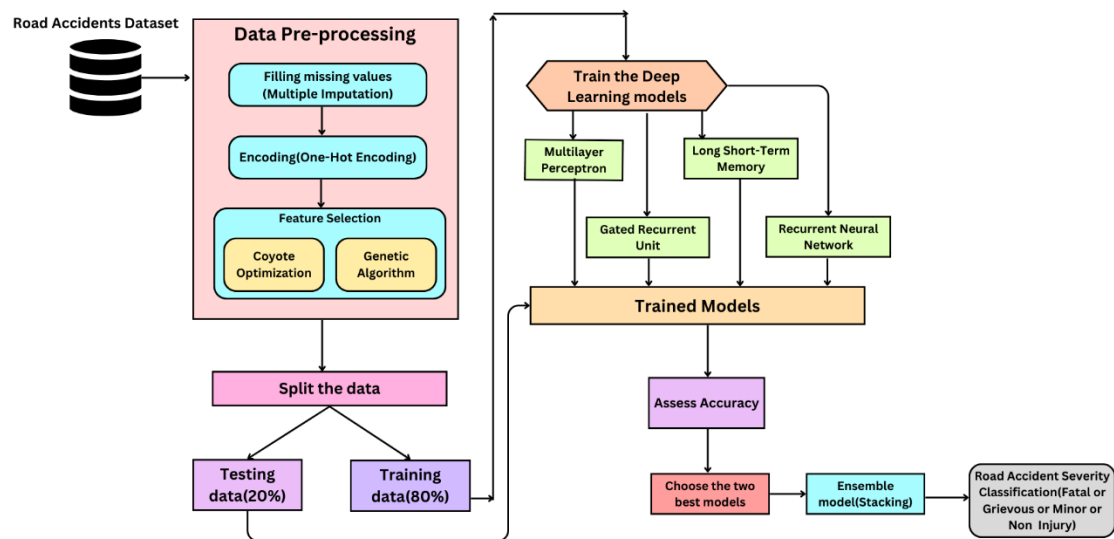 Road Accidents Dataset
Data Pre-processing
Filling missing values
(Multiple Imputation)
Encoding(One-Hot Encoding)
Feature Selection
Coyote
Optimization
Genetic
Algorithm
Split the data
Testing
data(20%)
Training
data(80%)
Train the Deep
Learning models
Multilayer
Perceptron
Long Short-Term
Memory
Gated Recurrent
Unit
Recurrent Neural
Network
Trained Models
Assess Accuracy
Choose the two
best models
Ensemble
model(Stacking)
Road Accident Severity
Classification(Fatal or
Grievous or Minor or
Non Injury)